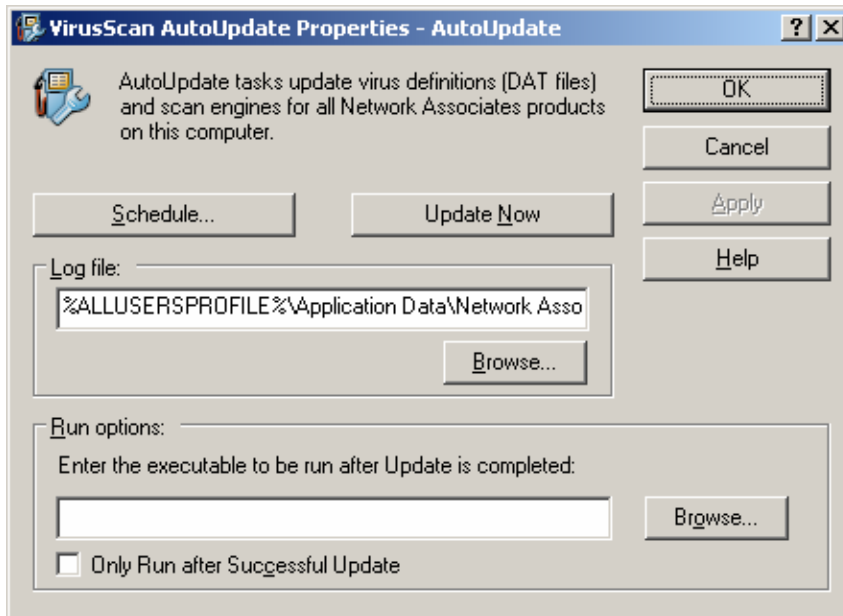 VirusScan AutoUpdate Properties - AutoUpdate
AutoUpdate tasks update virus definitions (DAT files)
and scan engines for all Network Associates products
on this computer.
OK
Cancel
Schedule...
Update Now
Apply
Help
Log file:
%ALLUSERSPROFILE%\Application Data\Network Asso
Browse...
Run options:
Enter the executable to be run after Update is completed:
Browse...
Only Run after Successful Update